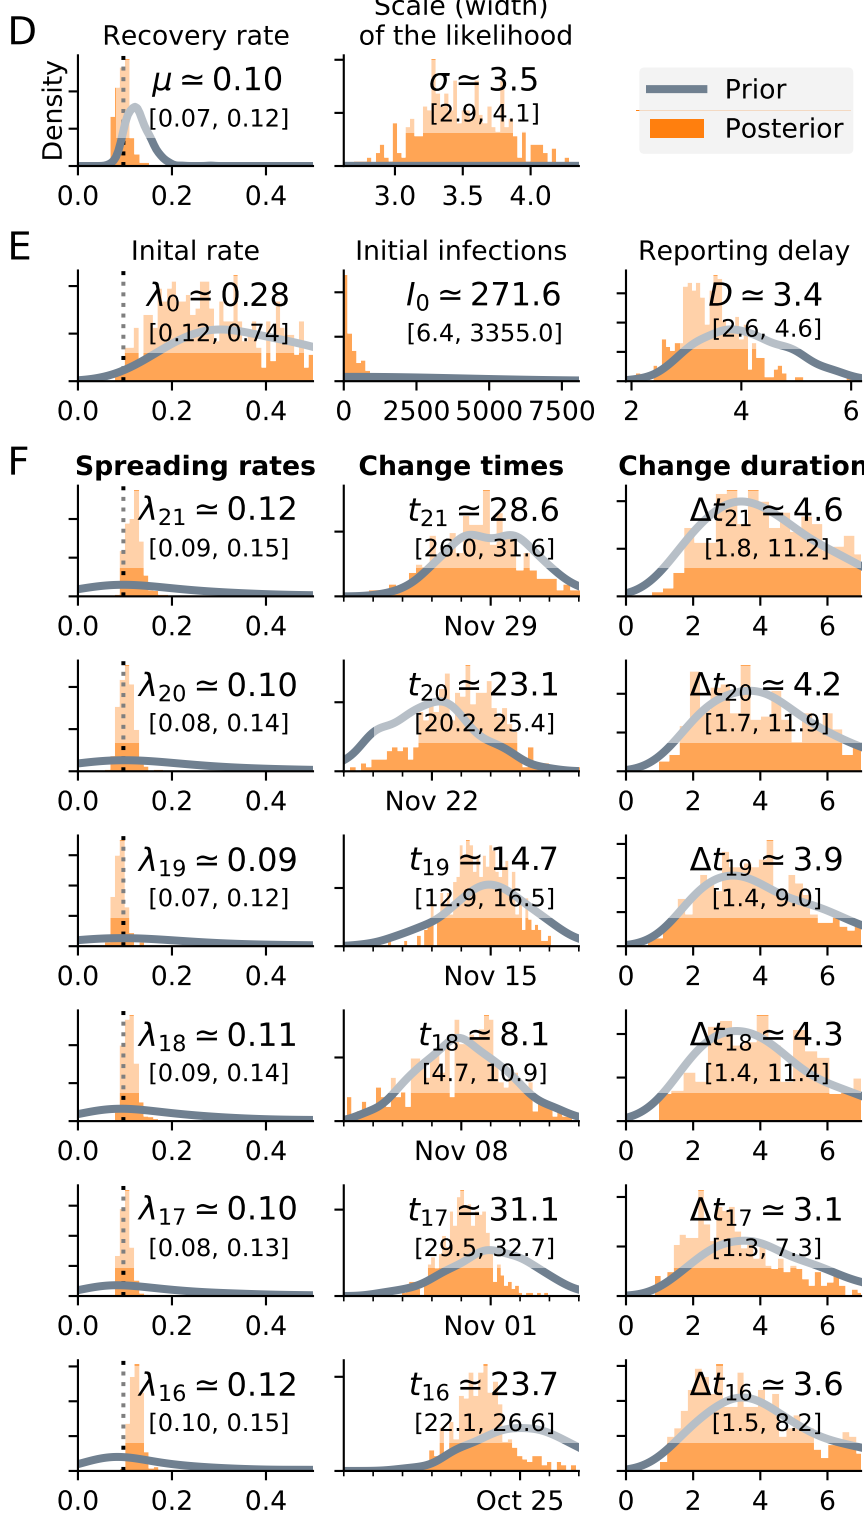 D
Recovery rate
Scale (width)
of the likelihood
Density
μ ≃ 0.10
[0.07, 0.12]
0.0 0.2 0.4
σ ≃ 3.5
[2.9, 4.1]
3.0 3.5 4.0
Prior
Posterior
E
Inital rate
Initial infections
Reporting delay
λ0 ≃ 0.28
[0.12, 0.74]
0.0 0.2 0.4
I0 ≃ 271.6
[6.4, 3355.0]
0 2500 5000 7500
D ≃ 3.4
[2.6, 4.6]
2 4 6
F
Spreading rates
Change times
Change duration
λ21 ≃ 0.12
[0.09, 0.15]
0.0 0.2 0.4
t21 ≃ 28.6
[26.0, 31.6]
Nov 29
Δt21 ≃ 4.6
[1.8, 11.2]
0 2 4 6
λ20 ≃ 0.10
[0.08, 0.14]
0.0 0.2 0.4
t20 ≃ 23.1
[20.2, 25.4]
Nov 22
Δt20 ≃ 4.2
[1.7, 11.9]
0 2 4 6
λ19 ≃ 0.09
[0.07, 0.12]
0.0 0.2 0.4
t19 ≃ 14.7
[12.9, 16.5]
Nov 15
Δt19 ≃ 3.9
[1.4, 9.0]
0 2 4 6
λ18 ≃ 0.11
[0.09, 0.14]
0.0 0.2 0.4
t18 ≃ 8.1
[4.7, 10.9]
Nov 08
Δt18 ≃ 4.3
[1.4, 11.4]
0 2 4 6
λ17 ≃ 0.10
[0.08, 0.13]
0.0 0.2 0.4
t17 ≃ 31.1
[29.5, 32.7]
Nov 01
Δt17 ≃ 3.1
[1.3, 7.3]
0 2 4 6
λ16 ≃ 0.12
[0.10, 0.15]
0.0 0.2 0.4
t16 ≃ 23.7
[22.1, 26.6]
Oct 25
Δt16 ≃ 3.6
[1.5, 8.2]
0 2 4 6